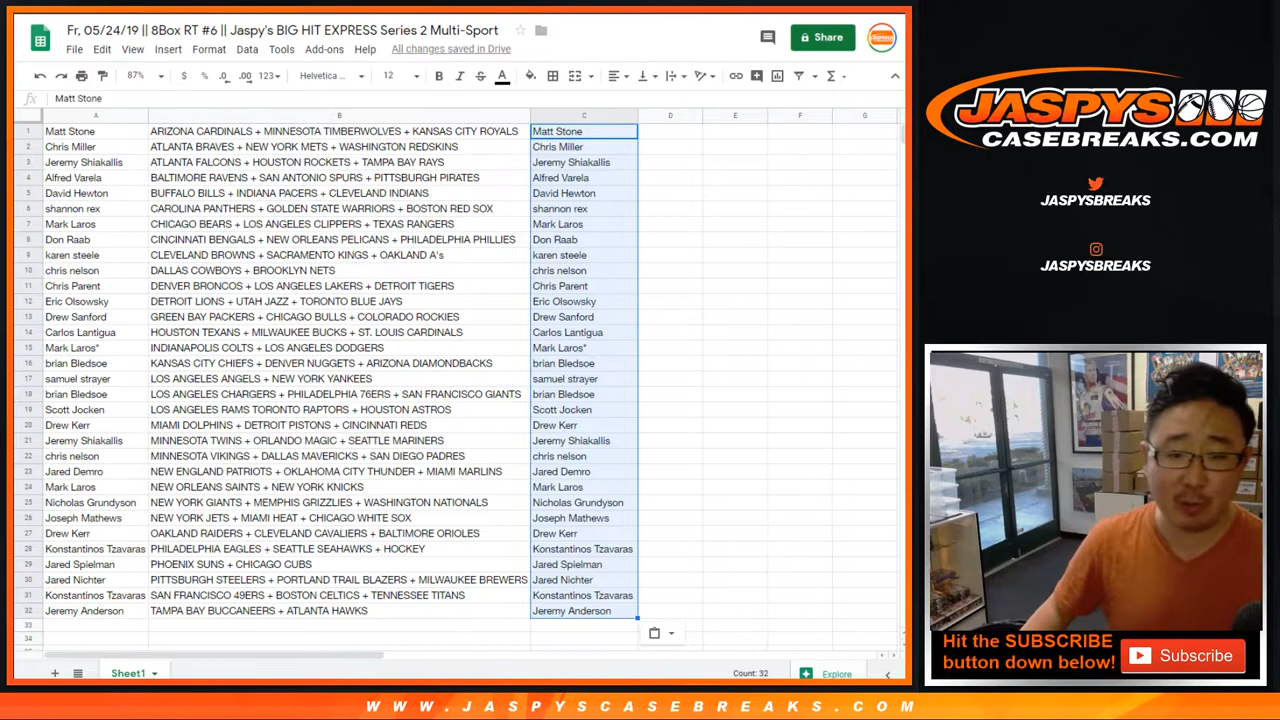 Fr, 05/24/19 || 8Box RT #6 || Jaspy's BIG HIT EXPRESS Series 2 Multi-Sport
Share
File Edit View Insert Format Data Tools Add-ons Help All changes saved in Drive
87% $ % .0 .00 123 Helvetica ... 12 B I S A
fx Matt Stone
A B C D E F G
1 Matt Stone ARIZONA CARDINALS + MINNESOTA TIMBERWOLVES + KANSAS CITY ROYALS Matt Stone
2 Chris Miller ATLANTA BRAVES + NEW YORK METS + WASHINGTON REDSKINS Chris Miller
3 Jeremy Shiakallis ATLANTA FALCONS + HOUSTON ROCKETS + TAMPA BAY RAYS Jeremy Shiakallis
4 Alfred Varela BALTIMORE RAVENS + SAN ANTONIO SPURS + PITTSBURGH PIRATES Alfred Varela
5 David Hewton BUFFALO BILLS + INDIANA PACERS + CLEVELAND INDIANS David Hewton
6 shannon rex CAROLINA PANTHERS + GOLDEN STATE WARRIORS + BOSTON RED SOX shannon rex
7 Mark Laros CHICAGO BEARS + LOS ANGELES CLIPPERS + TEXAS RANGERS Mark Laros
8 Don Raab CINCINNATI BENGALS + NEW ORLEANS PELICANS + PHILADELPHIA PHILLIES Don Raab
9 karen steele CLEVELAND BROWNS + SACRAMENTO KINGS + OAKLAND A's karen steele
10 chris nelson DALLAS COWBOYS + BROOKLYN NETS chris nelson
11 Chris Parent DENVER BRONCOS + LOS ANGELES LAKERS + DETROIT TIGERS Chris Parent
12 Eric Olsowsky DETROIT LIONS + UTAH JAZZ + TORONTO BLUE JAYS Eric Olsowsky
13 Drew Sanford GREEN BAY PACKERS + CHICAGO BULLS + COLORADO ROCKIES Drew Sanford
14 Carlos Lantigua HOUSTON TEXANS + MILWAUKEE BUCKS + ST. LOUIS CARDINALS Carlos Lantigua
15 Mark Laros* INDIANAPOLIS COLTS + LOS ANGELES DODGERS Mark Laros*
16 brian Bledsoe KANSAS CITY CHIEFS + DENVER NUGGETS + ARIZONA DIAMONDBACKS brian Bledsoe
17 samuel strayer LOS ANGELES ANGELS + NEW YORK YANKEES samuel strayer
18 brian Bledsoe LOS ANGELES CHARGERS + PHILADELPHIA 76ERS + SAN FRANCISCO GIANTS brian Bledsoe
19 Scott Jocken LOS ANGELES RAMS TORONTO RAPTORS + HOUSTON ASTROS Scott Jocken
20 Drew Kerr MIAMI DOLPHINS + DETROIT PISTONS + CINCINNATI REDS Drew Kerr
21 Jeremy Shiakallis MINNESOTA TWINS + ORLANDO MAGIC + SEATTLE MARINERS Jeremy Shiakallis
22 chris nelson MINNESOTA VIKINGS + DALLAS MAVERICKS + SAN DIEGO PADRES chris nelson
23 Jared Demro NEW ENGLAND PATRIOTS + OKLAHOMA CITY THUNDER + MIAMI MARLINS Jared Demro
24 Mark Laros NEW ORLEANS SAINTS + NEW YORK KNICKS Mark Laros
25 Nicholas Grundyson NEW YORK GIANTS + MEMPHIS GRIZZLIES + WASHINGTON NATIONALS Nicholas Grundyson
26 Joseph Mathews NEW YORK JETS + MIAMI HEAT + CHICAGO WHITE SOX Joseph Mathews
27 Drew Kerr OAKLAND RAIDERS + CLEVELAND CAVALIERS + BALTIMORE ORIOLES Drew Kerr
28 Konstantinos Tzavaras PHILADELPHIA EAGLES + SEATTLE SEAHAWKS + HOCKEY Konstantinos Tzavaras
29 Jared Spielman PHOENIX SUNS + CHICAGO CUBS Jared Spielman
30 Jared Nichter PITTSBURGH STEELERS + PORTLAND TRAIL BLAZERS + MILWAUKEE BREWERS Jared Nichter
31 Konstantinos Tzavaras SAN FRANCISCO 49ERS + BOSTON CELTICS + TENNESSEE TITANS Konstantinos Tzavaras
32 Jeremy Anderson TAMPA BAY BUCCANEERS + ATLANTA HAWKS Jeremy Anderson
33
34
Sheet1 Count: 32 Explore
JASPYS
CASEBREAKS.COM
JASPYSBREAKS
JASPYSBREAKS
Hit the SUBSCRIBE
button down below!
Subscribe
WWW.JASPYSCASEBREAKS.COM